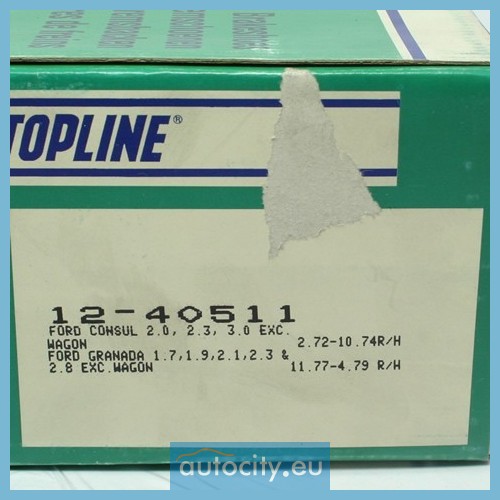 TOPLINE®
12-40511
FORD CONSUL 2.0, 2.3, 3.0 EXC.
WAGON 2.72-10.74R/H
FORD GRANADA 1.7,1.9,2.1,2.3 &
2.8 EXC.WAGON 11.77-4.79 R/H
autocity.eu